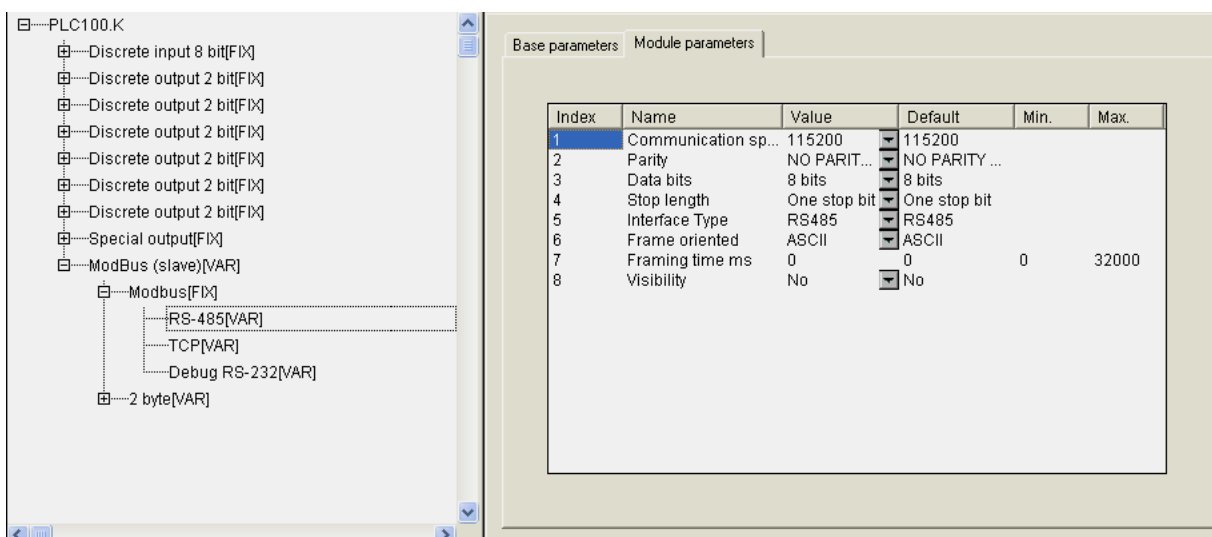 PLC100.K
Discrete input 8 bit[FIX]
Discrete output 2 bit[FIX]
Discrete output 2 bit[FIX]
Discrete output 2 bit[FIX]
Discrete output 2 bit[FIX]
Discrete output 2 bit[FIX]
Discrete output 2 bit[FIX]
Special output[FIX]
ModBus (slave)[VAR]
Modbus[FIX]
RS-485[VAR]
TCP[VAR]
Debug RS-232[VAR]
2 byte[VAR]
Base parameters Module parameters
Index Name Value Default Min. Max.
1 Communication sp... 115200 115200
2 Parity NO PARIT... NO PARITY ...
3 Data bits 8 bits 8 bits
4 Stop length One stop bit One stop bit
5 Interface Type RS485 RS485
6 Frame oriented ASCII ASCII
7 Framing time ms 0 0 0 32000
8 Visibility No No